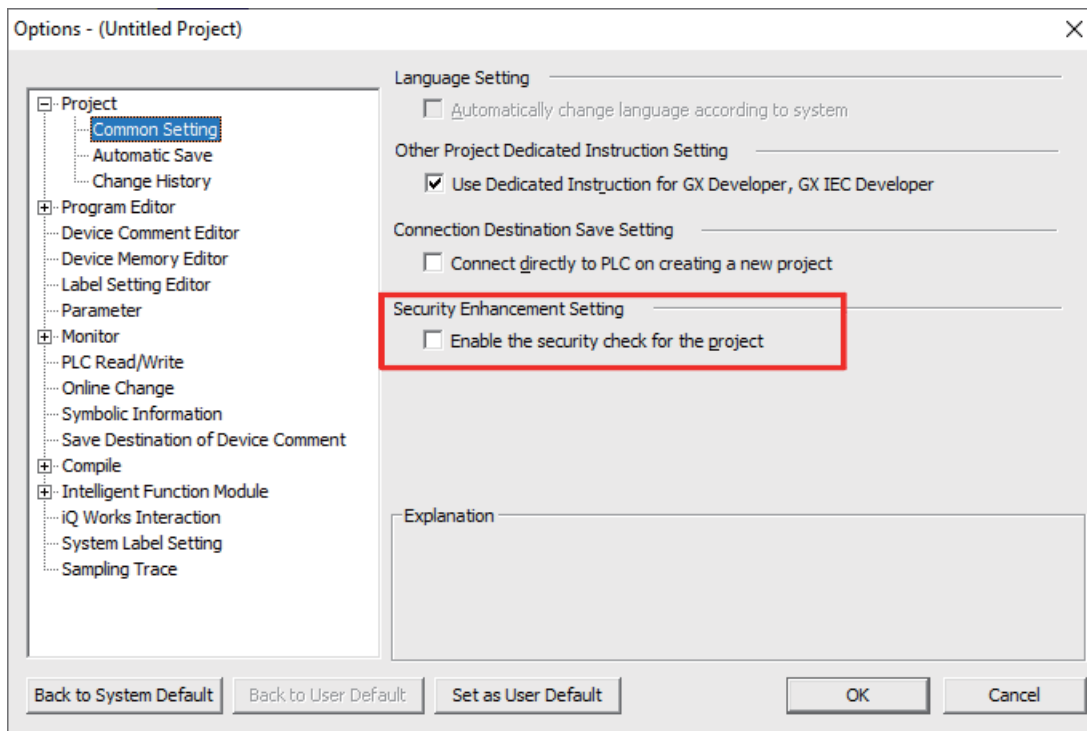 Options - (Untitled Project)
Project
Common Setting
Automatic Save
Change History
Program Editor
Device Comment Editor
Device Memory Editor
Label Setting Editor
Parameter
Monitor
PLC Read/Write
Online Change
Symbolic Information
Save Destination of Device Comment
Compile
Intelligent Function Module
iQ Works Interaction
System Label Setting
Sampling Trace
Language Setting
Automatically change language according to system
Other Project Dedicated Instruction Setting
Use Dedicated Instruction for GX Developer, GX IEC Developer
Connection Destination Save Setting
Connect directly to PLC on creating a new project
Security Enhancement Setting
Enable the security check for the project
Explanation
Back to System Default
Back to User Default
Set as User Default
OK
Cancel